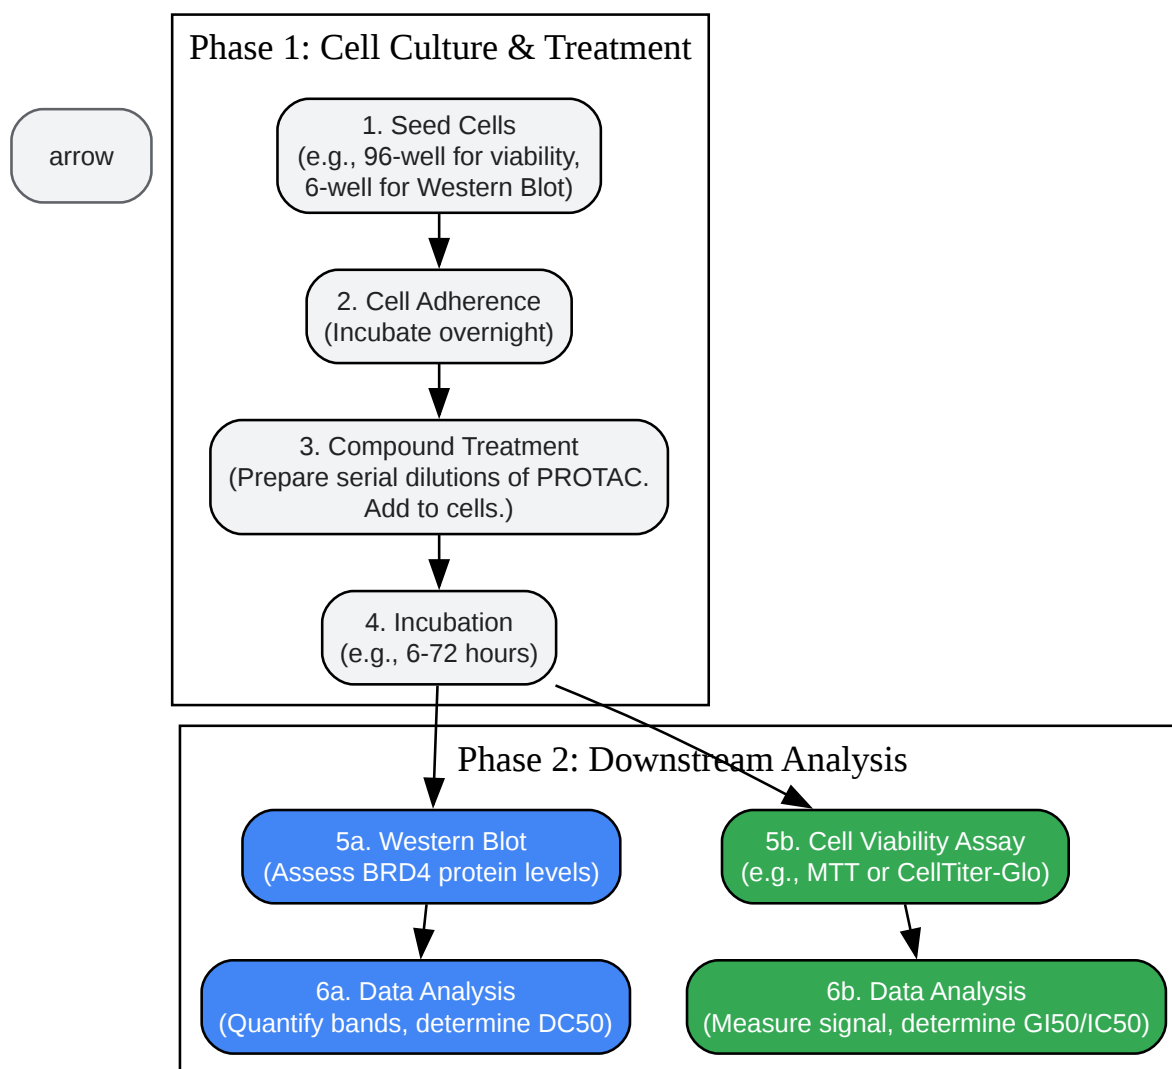 Phase 1: Cell Culture & Treatment
arrow
1. Seed Cells
(e.g., 96-well for viability,
6-well for Western Blot)
2. Cell Adherence
(Incubate overnight)
3. Compound Treatment
(Prepare serial dilutions of PROTAC.
Add to cells.)
4. Incubation
(e.g., 6-72 hours)
Phase 2: Downstream Analysis
5a. Western Blot
(Assess BRD4 protein levels)
5b. Cell Viability Assay
(e.g., MTT or CellTiter-Glo)
6a. Data Analysis
(Quantify bands, determine DC50)
6b. Data Analysis
(Measure signal, determine GI50/IC50)